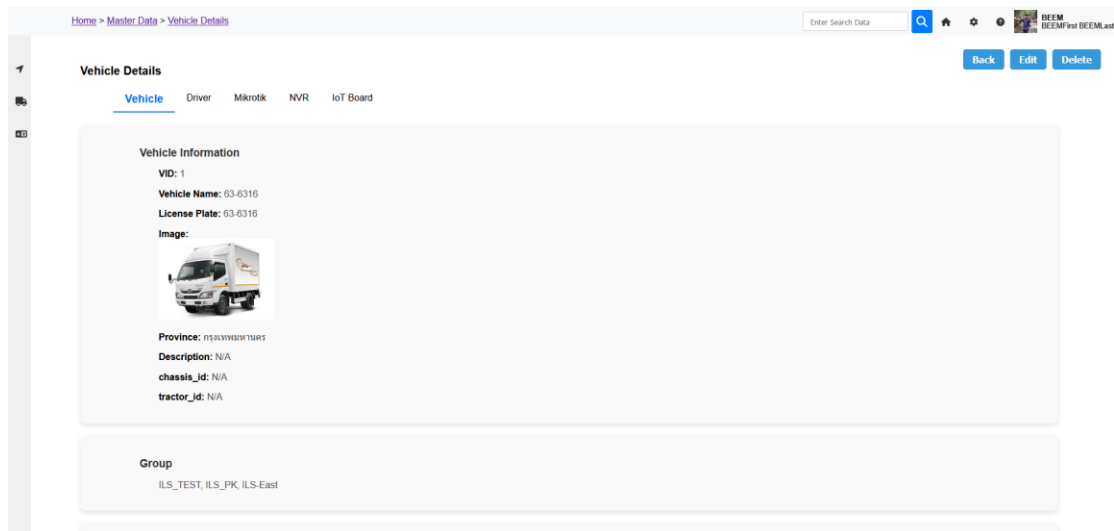 Home > Master Data > Vehicle Details
Enter Search Data
BEEM
BEEMFirst BEEMLast
Vehicle Details
Back Edit Delete
Vehicle Driver Mikrotik NVR IoT Board
Vehicle Information
VID: 1
Vehicle Name: 63-6316
License Plate: 63-6316
Image:
Province: กรุงเทพมหานคร
Description: N/A
chassis_id: N/A
tractor_id: N/A
Group
ILS_TEST, ILS_PK, ILS-East